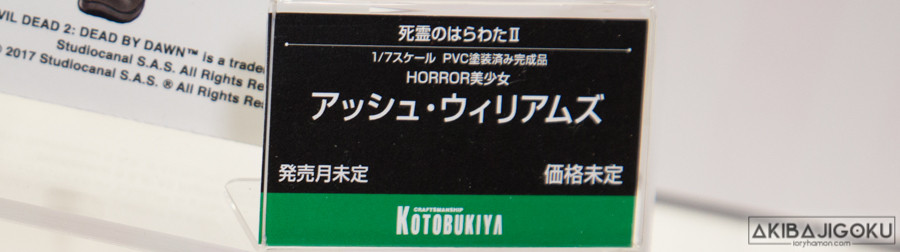 VIL DEAD 2: DEAD BY DAWN™ is a trade
Studiocanal S.A.S. All Rights Re
© 2017 Studiocanal S.A.S. ® All Rights Re
死霊のはらわたⅡ
1/7スケール PVC塗装済み完成品
HORROR美少女
アッシュ・ウィリアムズ
発売月未定
価格未定
CRAFTSMANSHIP
KOTOBUKIYA
AKIBAJIGOKU
ioryhamon.com